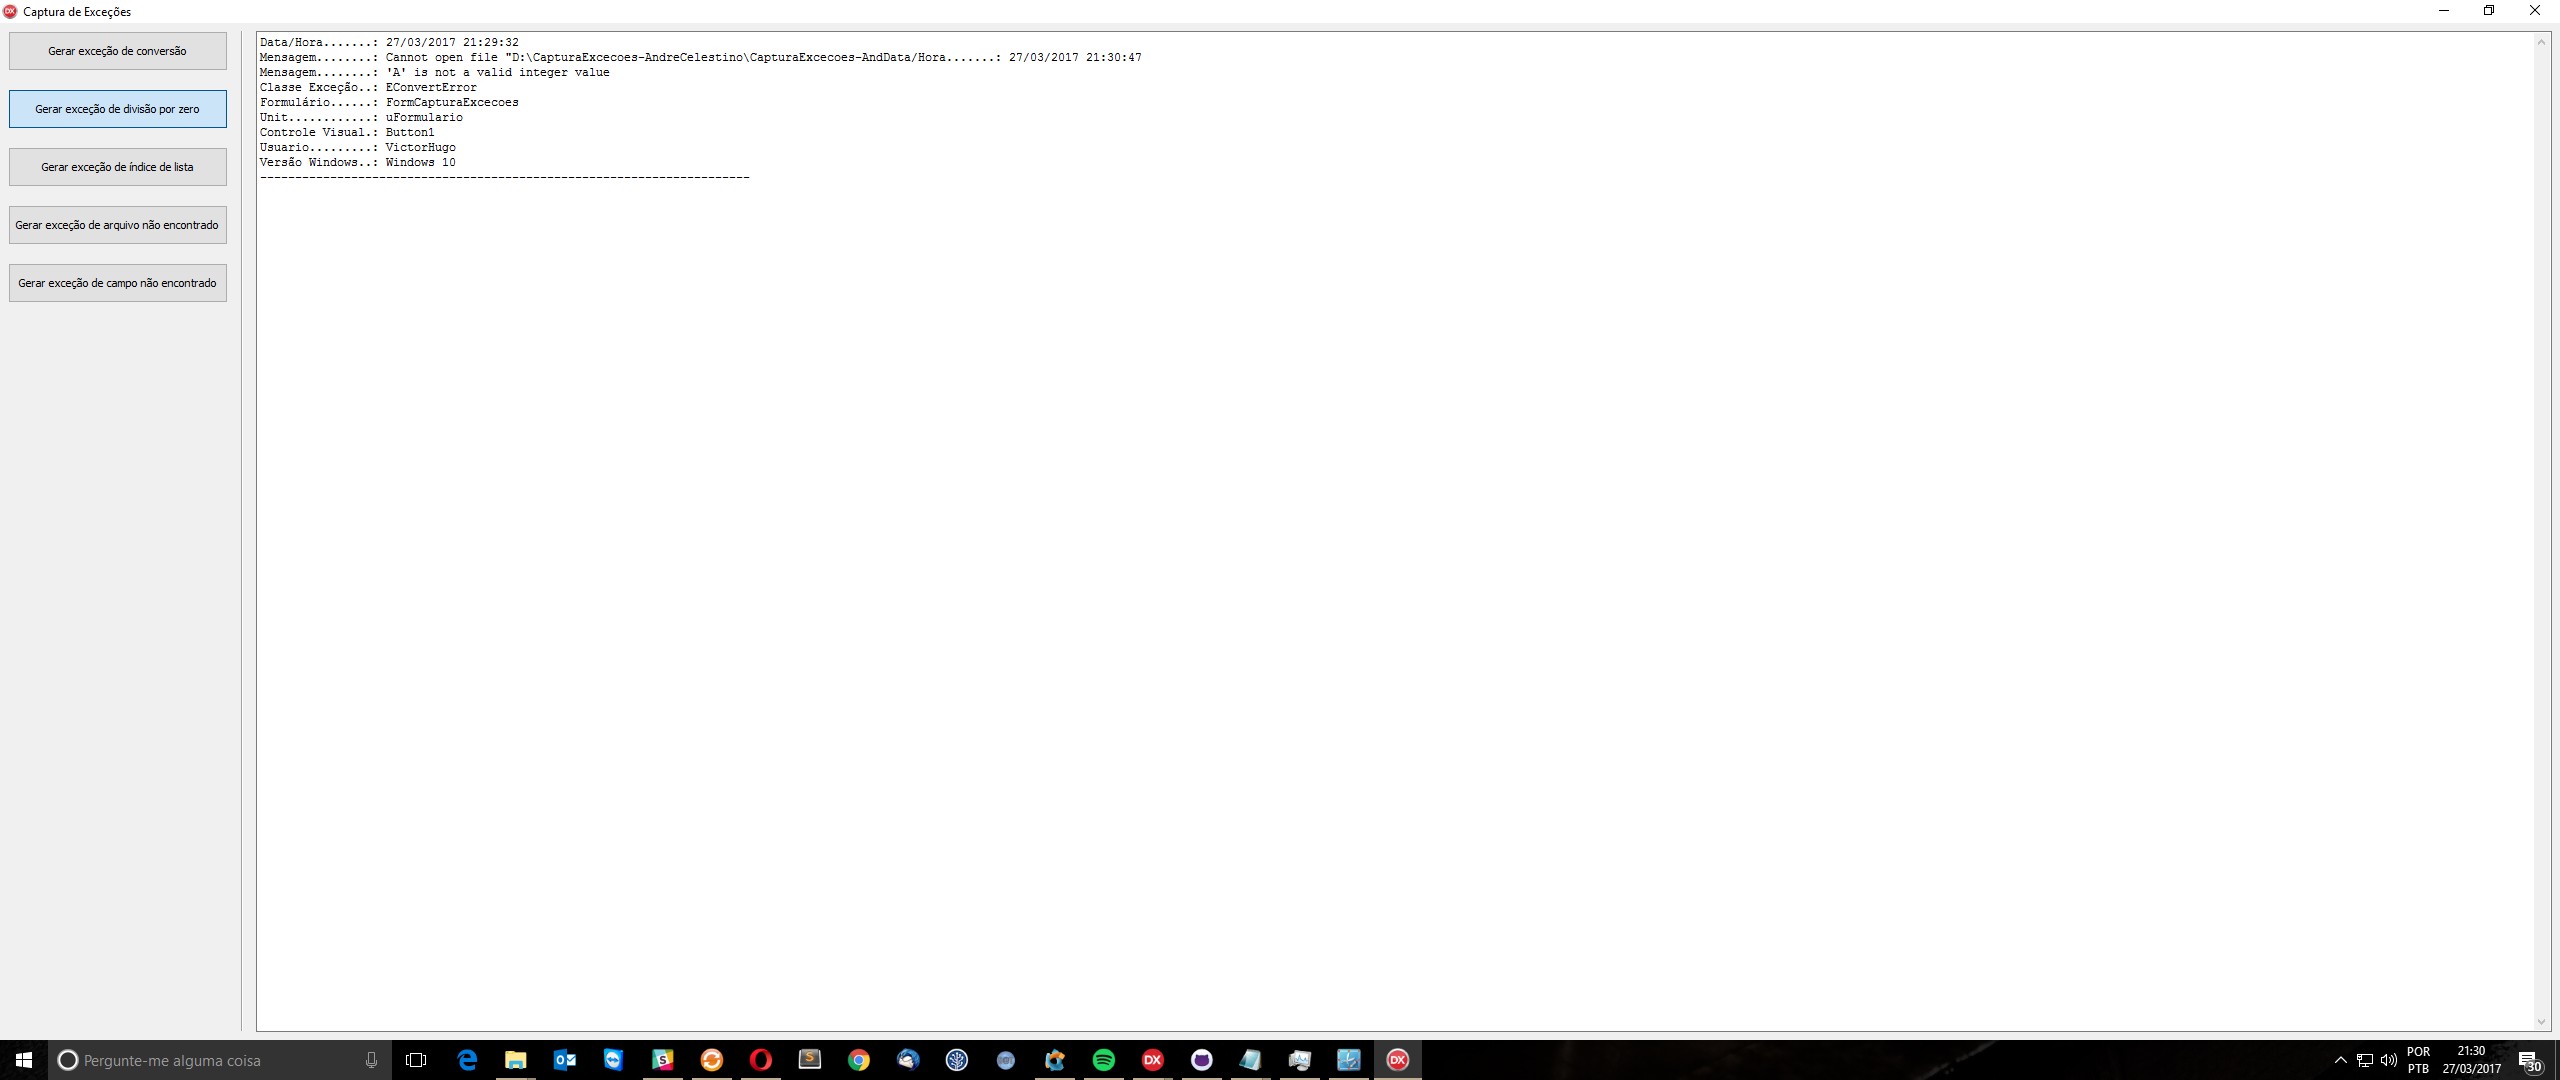 Captura de Exceções
Gerar exceção de conversão
Gerar exceção de divisão por zero
Gerar exceção de índice de lista
Gerar exceção de arquivo não encontrado
Gerar exceção de campo não encontrado
Data/Hora.......: 27/03/2017 21:29:32
Mensagem........: Cannot open file "D:\CapturaExcecoes-AndreCelestino\CapturaExcecoes-AndData/Hora.......: 27/03/2017 21:30:47
Mensagem........: 'A' is not a valid integer value
Classe Exceção..: EConvertError
Formulário......: FormCapturaExcecoes
Unit............: uFormulario
Controle Visual.: Button1
Usuario.........: VictorHugo
Versão Windows..: Windows 10
----------------------------------------------------------------------
Pergunte-me alguma coisa
DX
DX
POR
PTB
21:30
27/03/2017
30